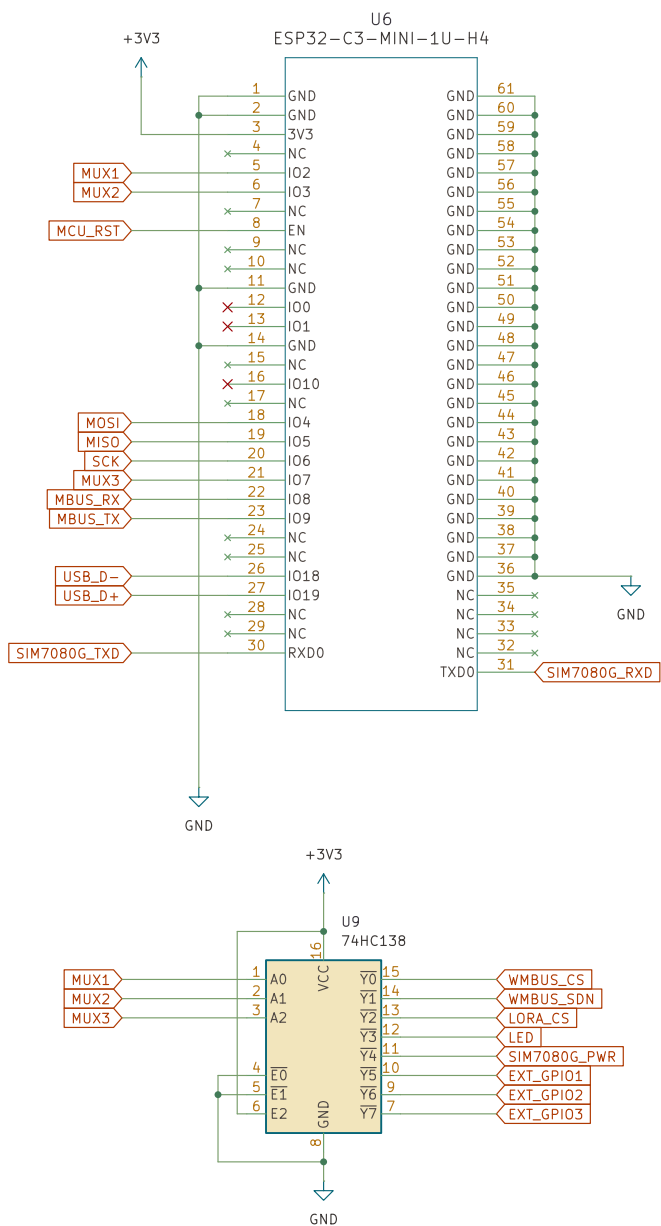 U6
ESP32-C3-MINI-1U-H4
+3V3
1 GND GND 61
2 GND GND 60
3 3V3 GND 59
4 NC GND 58
MUX1 5 IO2 GND 57
MUX2 6 IO3 GND 56
7 NC GND 55
MCU_RST 8 EN GND 54
9 NC GND 53
10 NC GND 52
11 GND GND 51
12 IO0 GND 50
13 IO1 GND 49
14 GND GND 48
15 NC GND 47
16 IO10 GND 46
17 NC GND 45
MOSI 18 IO4 GND 44
MISO 19 IO5 GND 43
SCK 20 IO6 GND 42
MUX3 21 IO7 GND 41
MBUS_RX 22 IO8 GND 40
MBUS_TX 23 IO9 GND 39
24 NC GND 38
25 NC GND 37
USB_D- 26 IO18 GND 36
USB_D+ 27 IO19 NC 35
28 NC NC 34
29 NC NC 33
SIM7080G_TXD 30 RXD0 NC 32
TXD0 31 SIM7080G_RXD
GND
GND
+3V3
U9
74HC138
16
VCC
MUX1 1 A0 Y0 15 WMBUS_CS
MUX2 2 A1 Y1 14 WMBUS_SDN
MUX3 3 A2 Y2 13 LORA_CS
Y3 12 LED
Y4 11 SIM7080G_PWR
4 E0 Y5 10 EXT_GPIO1
5 E1 Y6 9 EXT_GPIO2
6 E2 Y7 7 EXT_GPIO3
GND
8
GND